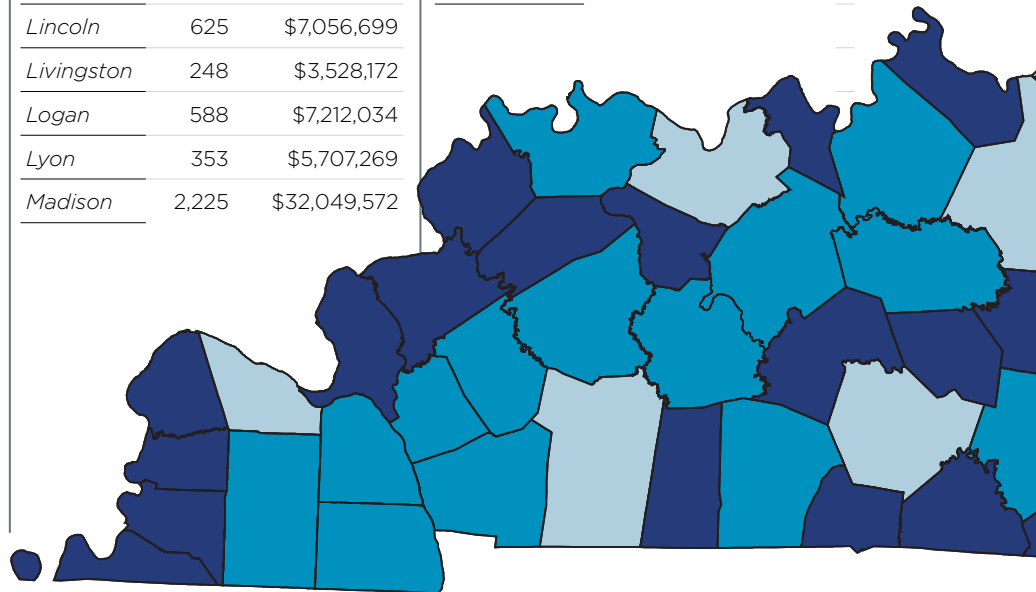 Lincoln 625 $7,056,699
Livingston 248 $3,528,172
Logan 588 $7,212,034
Lyon 353 $5,707,269
Madison 2,225 $32,049,572